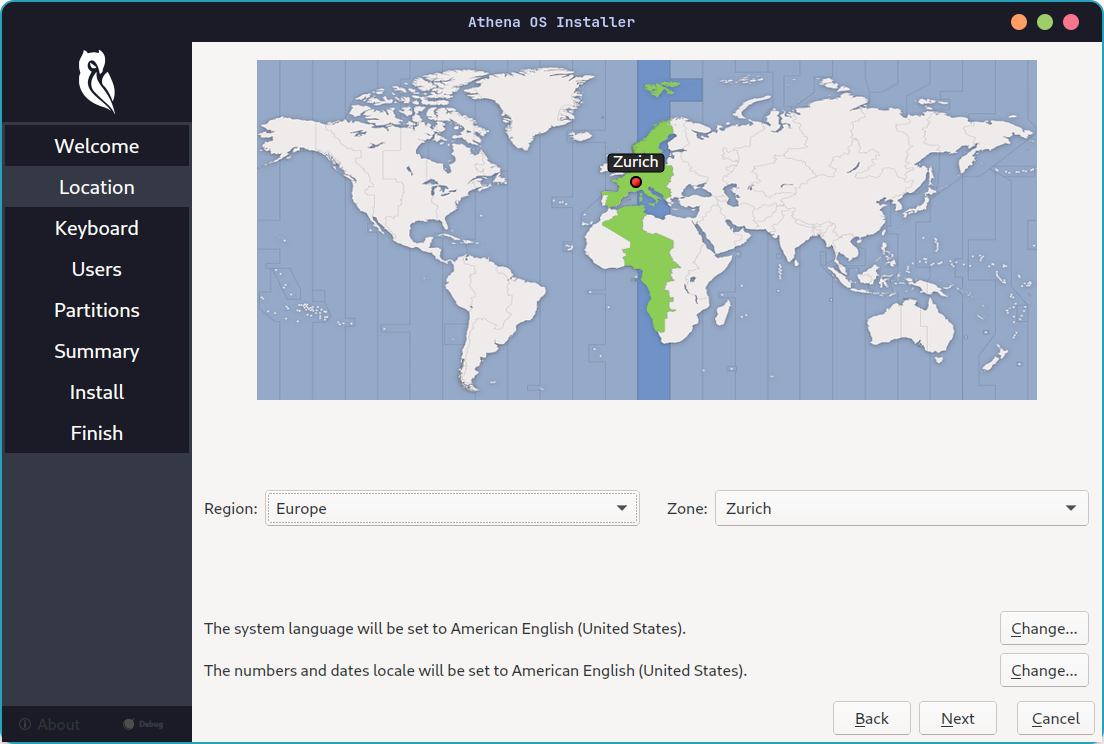 Athena OS Installer
Welcome
Location
Keyboard
Users
Partitions
Summary
Install
Finish
About
Debug
Zurich
Region: Europe
Zone: Zurich
The system language will be set to American English (United States).
Change...
The numbers and dates locale will be set to American English (United States).
Change...
Back
Next
Cancel